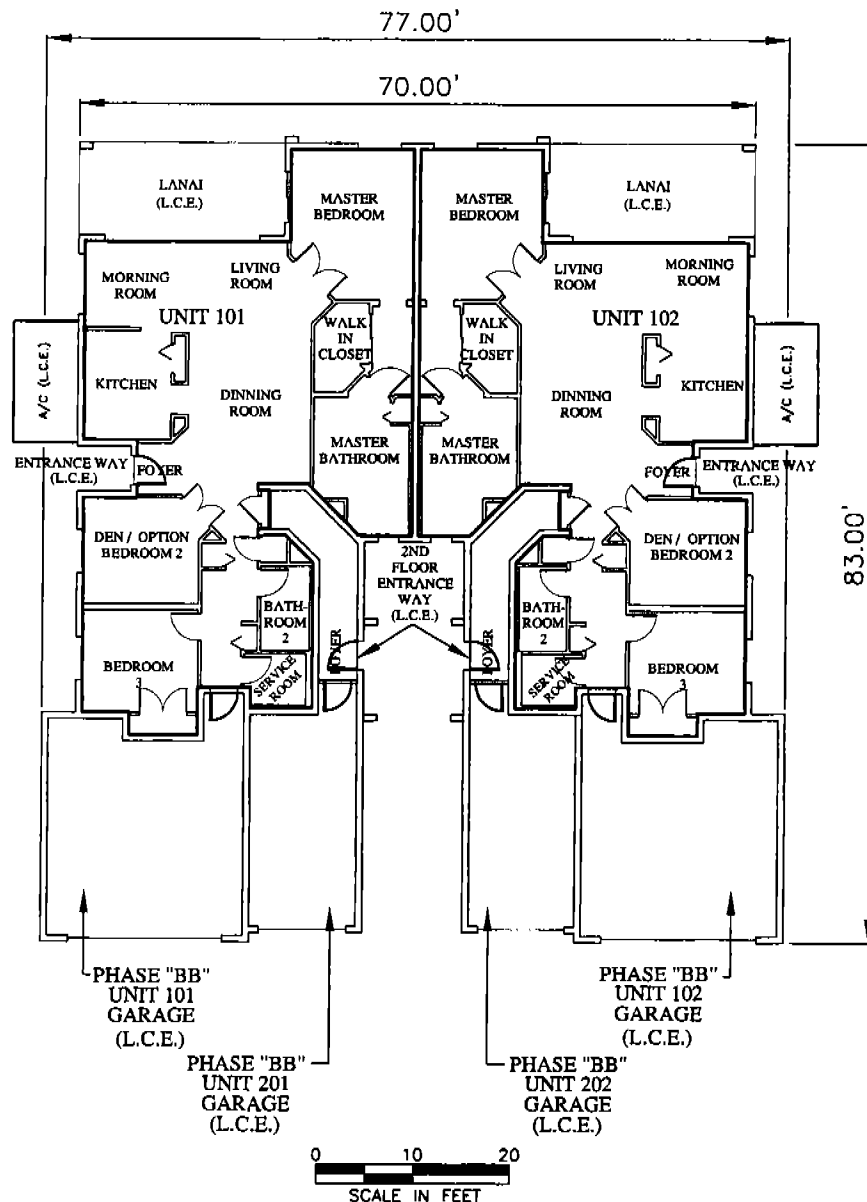 77.00'
70.00'
LANAI
(L.C.E.)
MASTER
BEDROOM
MASTER
BEDROOM
LANAI
(L.C.E.)
MORNING
ROOM
LIVING
ROOM
LIVING
ROOM
MORNING
ROOM
UNIT 101
WALK
IN
CLOSET
WALK
IN
CLOSET
UNIT 102
A/C (L.C.E.)
KITCHEN
DINNING
ROOM
DINNING
ROOM
KITCHEN
A/C (L.C.E.)
MASTER
BATHROOM
MASTER
BATHROOM
ENTRANCE WAY
(L.C.E.)
FOYER
FOYER
ENTRANCE WAY
(L.C.E.)
DEN / OPTION
BEDROOM 2
2ND
FLOOR
ENTRANCE
WAY
(L.C.E.)
DEN / OPTION
BEDROOM 2
83.00'
BATH-
ROOM
2
BATH-
ROOM
2
BEDROOM
3
SERVICE
ROOM
FOYER
FOYER
SERVICE
ROOM
BEDROOM
3
PHASE "BB"
UNIT 101
GARAGE
(L.C.E.)
PHASE "BB"
UNIT 102
GARAGE
(L.C.E.)
PHASE "BB"
UNIT 201
GARAGE
(L.C.E.)
PHASE "BB"
UNIT 202
GARAGE
(L.C.E.)
0 10 20
SCALE IN FEET